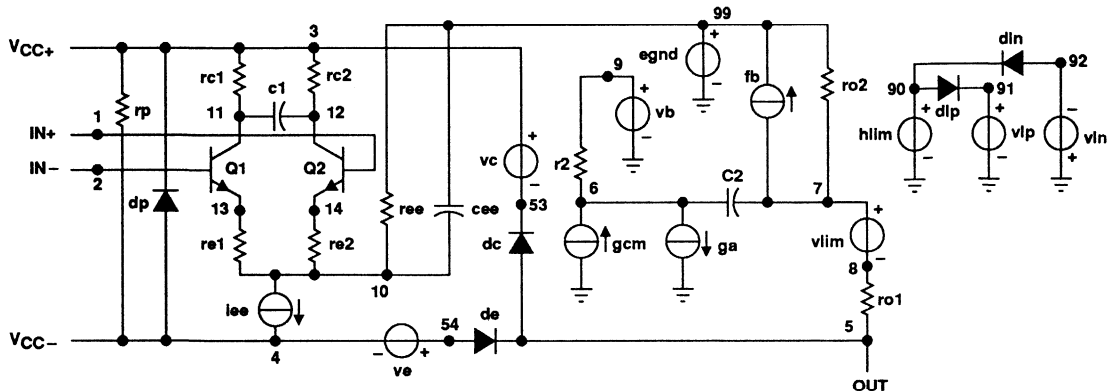 99
VCC+
3
rc1
rc2
c1
11
12
rp
1
IN+
IN−
2
Q1
Q2
dp
13
14
re1
re2
ree
cee
10
iee
VCC−
4
ve
− +
54
de
dc
53
vc
+
−
9
vb
+
−
r2
6
gcm
ga
C2
egnd
+
−
fb
ro2
7
vlim
+
−
8
ro1
5
OUT
dln
92
90
91
dlp
hlim
+
−
vlp
+
−
vln
−
+